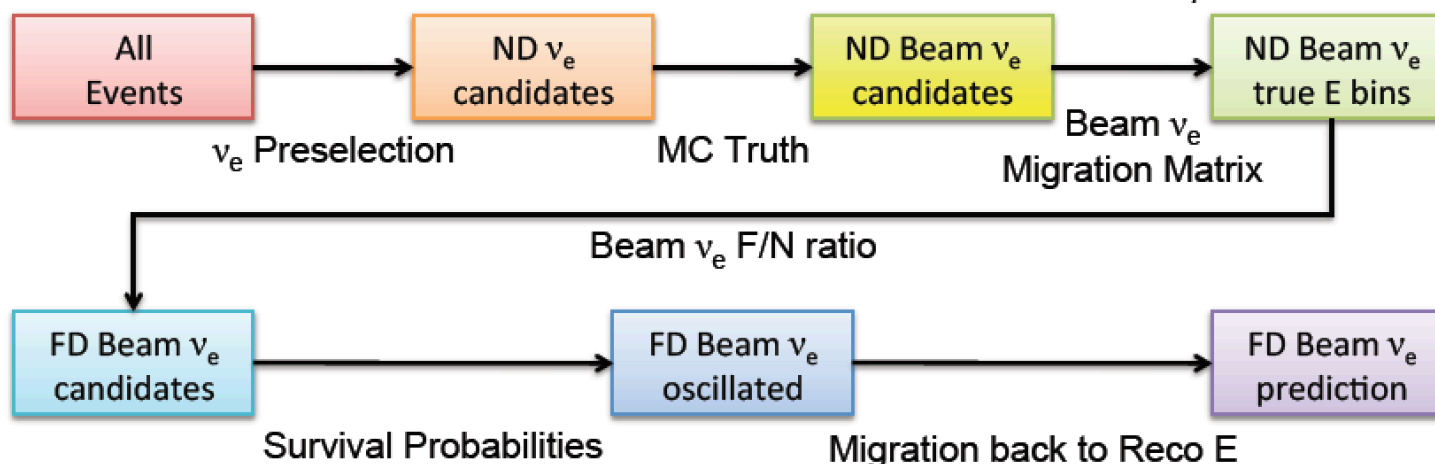 All Events
ND νe candidates
ND Beam νe candidates
ND Beam νe true E bins
νe Preselection
MC Truth
Beam νe Migration Matrix
Beam νe F/N ratio
FD Beam νe candidates
FD Beam νe oscillated
FD Beam νe prediction
Survival Probabilities
Migration back to Reco E